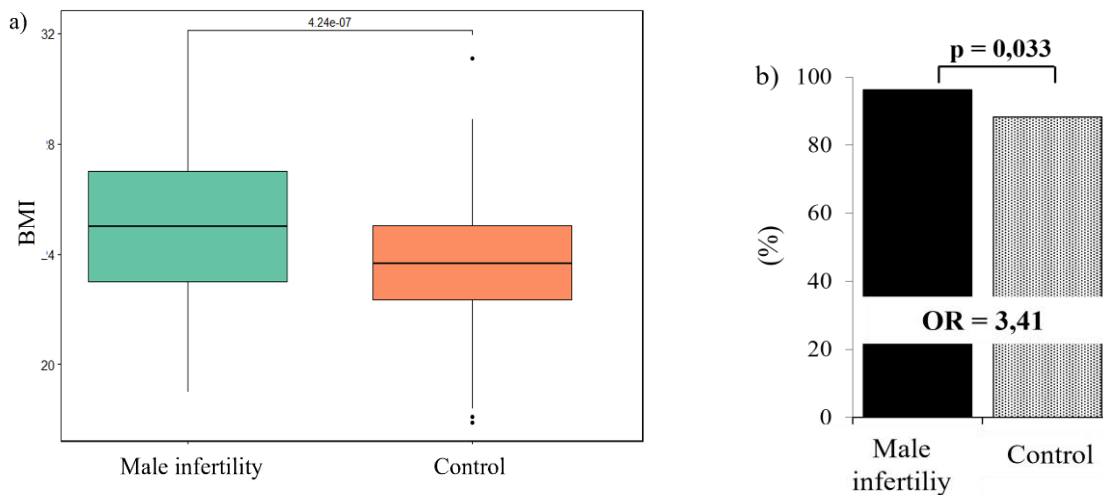 a)
4.24e-07
32
'8
'4
20
BMI
Male infertility
Control
b)
p = 0,033
100
80
60
40
20
0
(%)
OR = 3,41
Male
infertiliy
Control